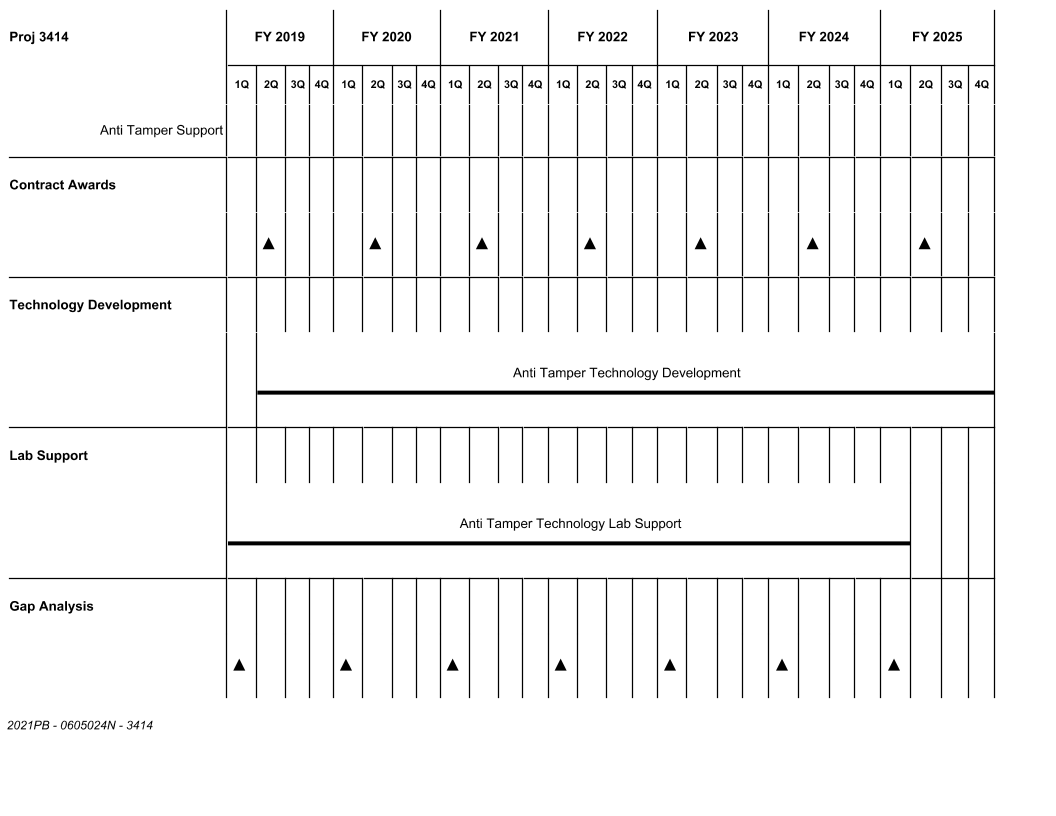 Proj 3414 FY 2019 FY 2020 FY 2021 FY 2022 FY 2023 FY 2024 FY 2025
1Q 2Q 3Q 4Q 1Q 2Q 3Q 4Q 1Q 2Q 3Q 4Q 1Q 2Q 3Q 4Q 1Q 2Q 3Q 4Q 1Q 2Q 3Q 4Q 1Q 2Q 3Q 4Q
Anti Tamper Support
Contract Awards
Technology Development
Anti Tamper Technology Development
Lab Support
Anti Tamper Technology Lab Support
Gap Analysis
2021PB - 0605024N - 3414